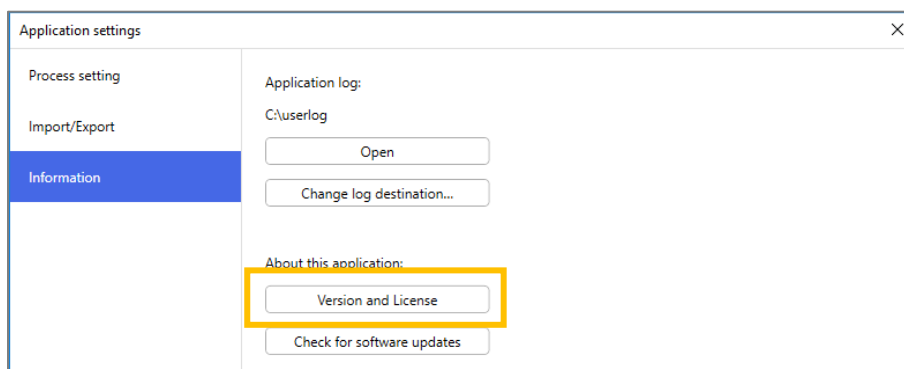 Application settings
Process setting
Import/Export
Information
Application log:
C:\userlog
Open
Change log destination...
About this application:
Version and License
Check for software updates